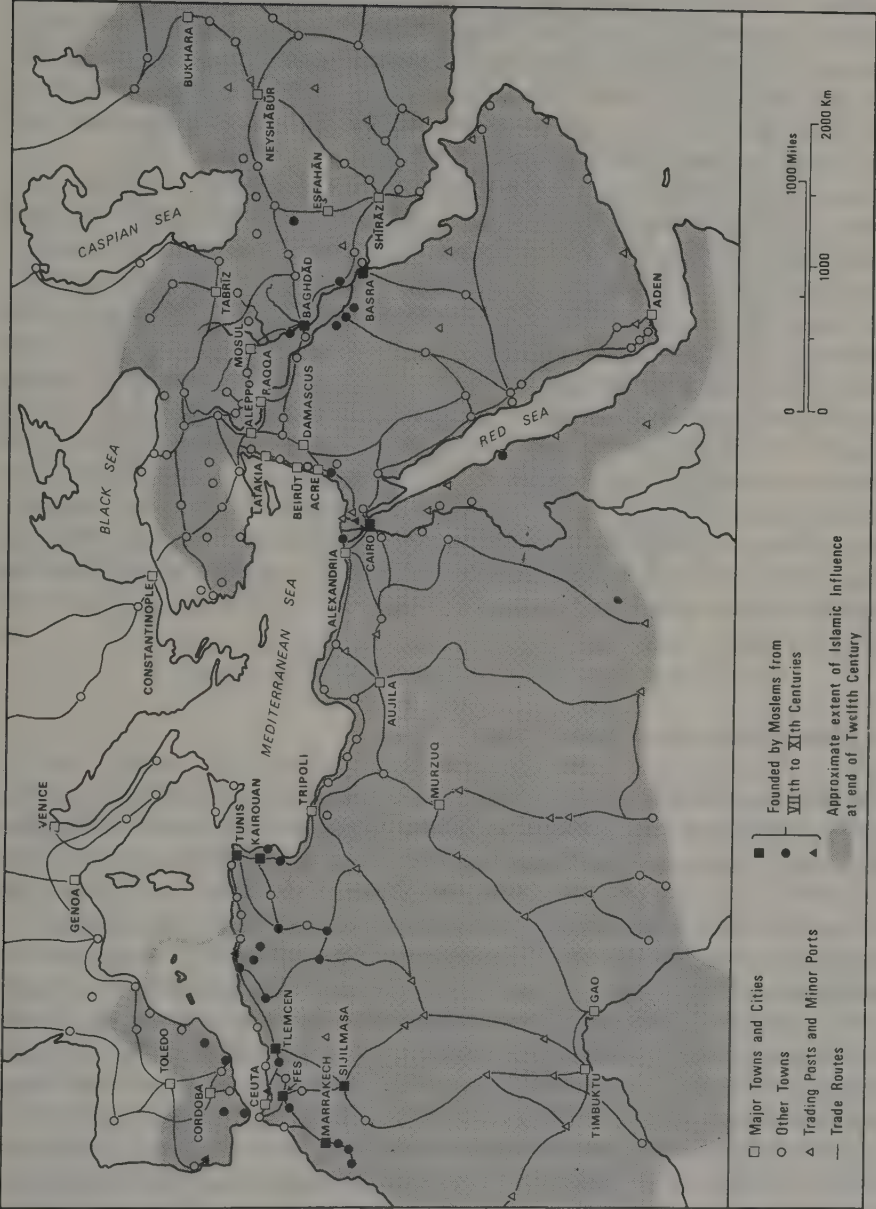 VENICE
GENOA
TOLEDO
CORDOBA
CEUTA
FES
TLEMCEN
MARRAKECH
SIJILMASA
TUNIS
KAIROUAN
TRIPOLI
MEDITERRANEAN SEA
CONSTANTINOPLE
BLACK SEA
CASPIAN SEA
BUKHARA
NEYSHĀBŪR
EṢFAHĀN
SHĪRĀZ
TABRĪZ
MOSUL
BAGHDĀD
BASRA
ALEPPO
RAQQA
DAMASCUS
LATAKIA
BEIRŪT
ACRE
ALEXANDRIA
CAIRO
AUJILA
MURZUQ
RED SEA
ADEN
GAO
TIMBUKTU
Major Towns and Cities
Other Towns
Trading Posts and Minor Ports
Trade Routes
Founded by Moslems from
VIIth to XIth Centuries
Approximate extent of Islamic Influence
at end of Twelfth Century
0 1000 Miles
0 1000 2000 Km